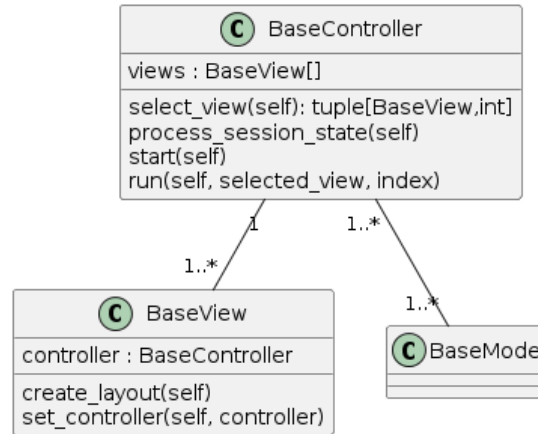 C BaseController
views : BaseView[]
select_view(self): tuple[BaseView,int]
process_session_state(self)
start(self)
run(self, selected_view, index)
1
1..*
1..*
1..*
C BaseView
controller : BaseController
create_layout(self)
set_controller(self, controller)
C BaseMode